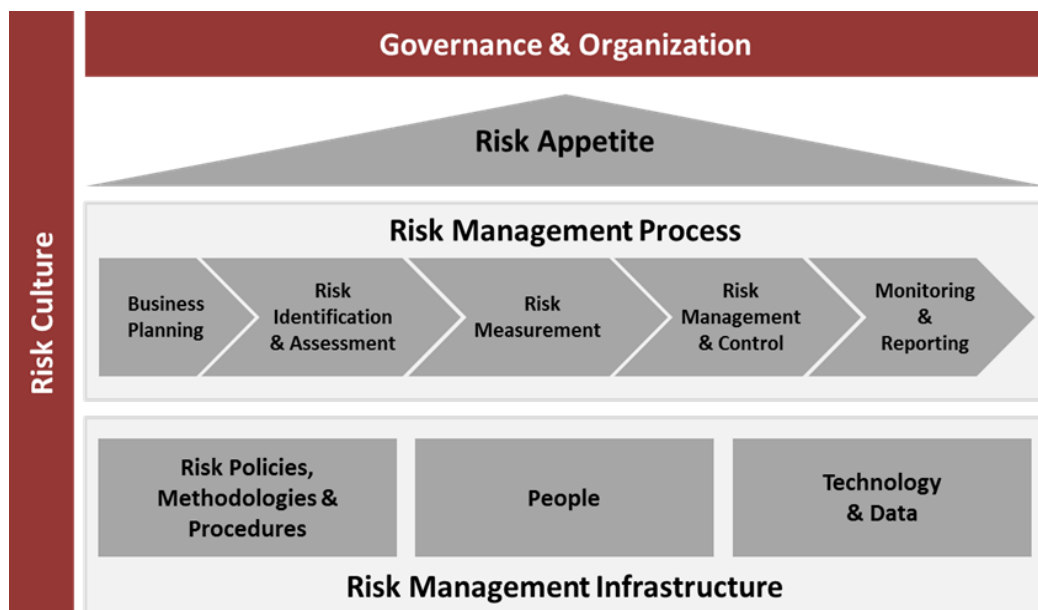 Governance & Organization
Risk Culture
Risk Appetite
Risk Management Process
Business
Planning
Risk
Identification
& Assessment
Risk
Measurement
Risk
Management
& Control
Monitoring
&
Reporting
Risk Policies,
Methodologies &
Procedures
People
Technology
& Data
Risk Management Infrastructure